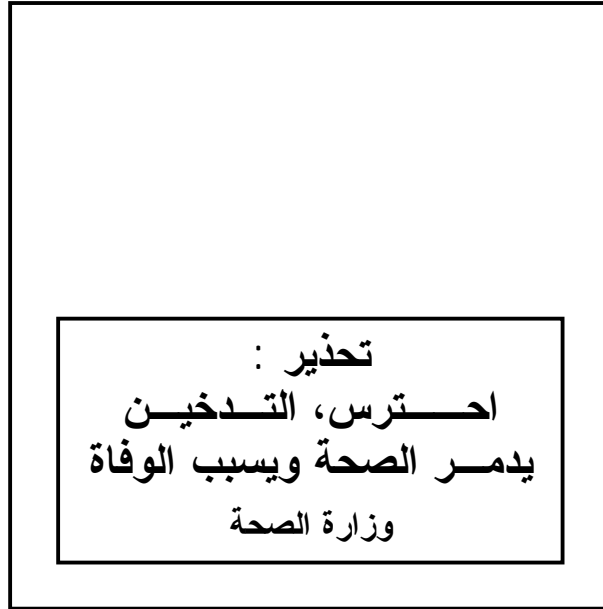 تحذير :
احترس، التدخين
يدمر الصحة ويسبب الوفاة
وزارة الصحة